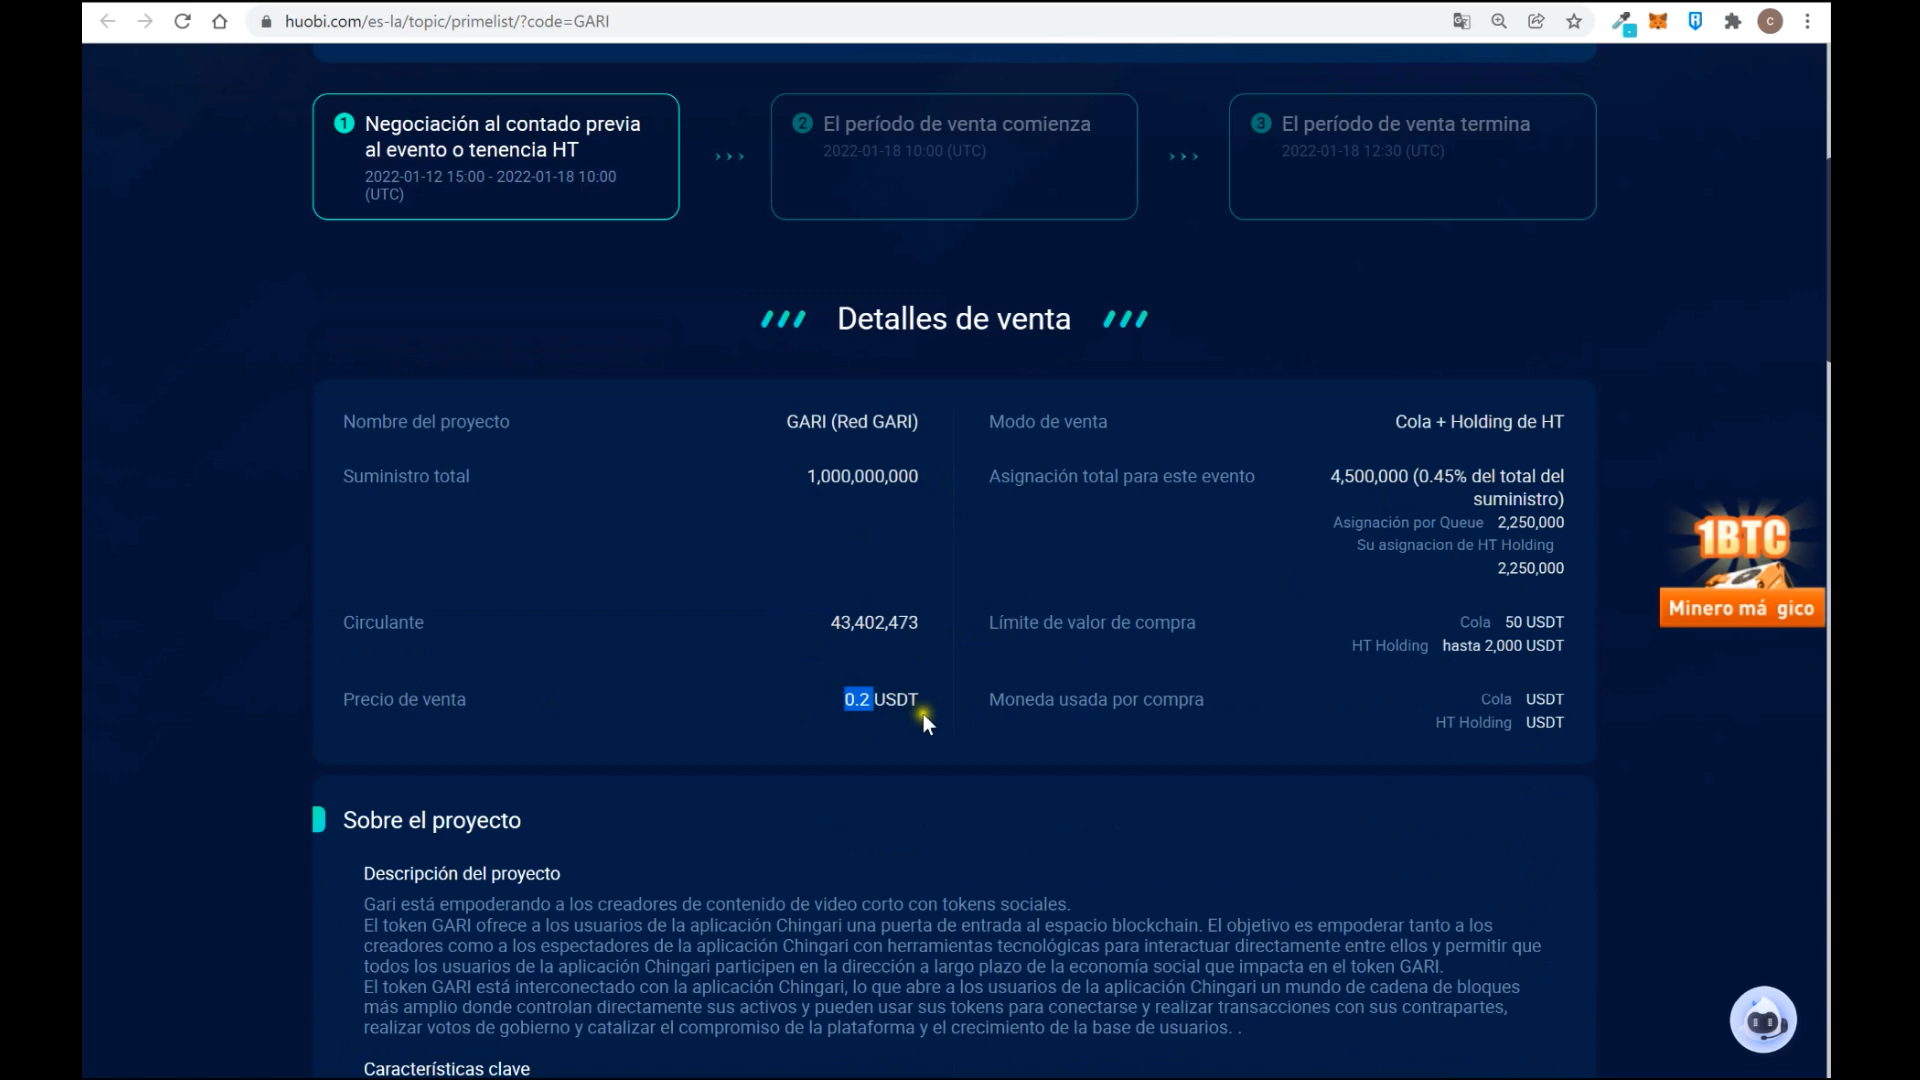 huobi.com/es-la/topic/primelist/?code=GARI
C
1 Negociación al contado previa
al evento o tenencia HT
2022-01-12 15:00 - 2022-01-18 10:00
(UTC)
2 El período de venta comienza
2022-01-18 10:00 (UTC)
3 El período de venta termina
2022-01-18 12:30 (UTC)
Detalles de venta
Nombre del proyecto GARI (Red GARI)
Modo de venta Cola + Holding de HT
Suministro total 1,000,000,000
Asignación total para este evento 4,500,000 (0.45% del total del
suministro)
Asignación por Queue 2,250,000
Su asignacion de HT Holding
2,250,000
Circulante 43,402,473
Límite de valor de compra Cola 50 USDT
HT Holding hasta 2,000 USDT
Precio de venta 0.2 USDT
Moneda usada por compra Cola USDT
HT Holding USDT
1BTC
Minero má gico
Sobre el proyecto
Descripción del proyecto
Gari está empoderando a los creadores de contenido de video corto con tokens sociales.
El token GARI ofrece a los usuarios de la aplicación Chingari una puerta de entrada al espacio blockchain. El objetivo es empoderar tanto a los
creadores como a los espectadores de la aplicación Chingari con herramientas tecnológicas para interactuar directamente entre ellos y permitir que
todos los usuarios de la aplicación Chingari participen en la dirección a largo plazo de la economía social que impacta en el token GARI.
El token GARI está interconectado con la aplicación Chingari, lo que abre a los usuarios de la aplicación Chingari un mundo de cadena de bloques
más amplio donde controlan directamente sus activos y pueden usar sus tokens para conectarse y realizar transacciones con sus contrapartes,
realizar votos de gobierno y catalizar el compromiso de la plataforma y el crecimiento de la base de usuarios. .
Características clave